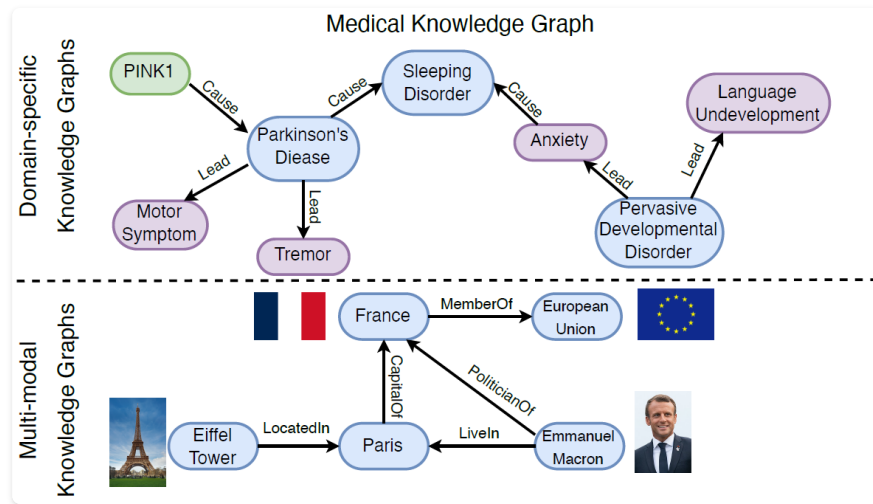 Medical Knowledge Graph
Domain-specific
Knowledge Graphs
PINK1
Cause
Parkinson's
Diease
Cause
Sleeping
Disorder
Cause
Anxiety
Language
Undevelopment
Lead
Motor
Symptom
Lead
Tremor
Lead
Lead
Pervasive
Developmental
Disorder
Multi-modal
Knowledge Graphs
France
MemberOf
European
Union
CapitalOf
PoliticianOf
Eiffel
Tower
LocatedIn
Paris
LiveIn
Emmanuel
Macron